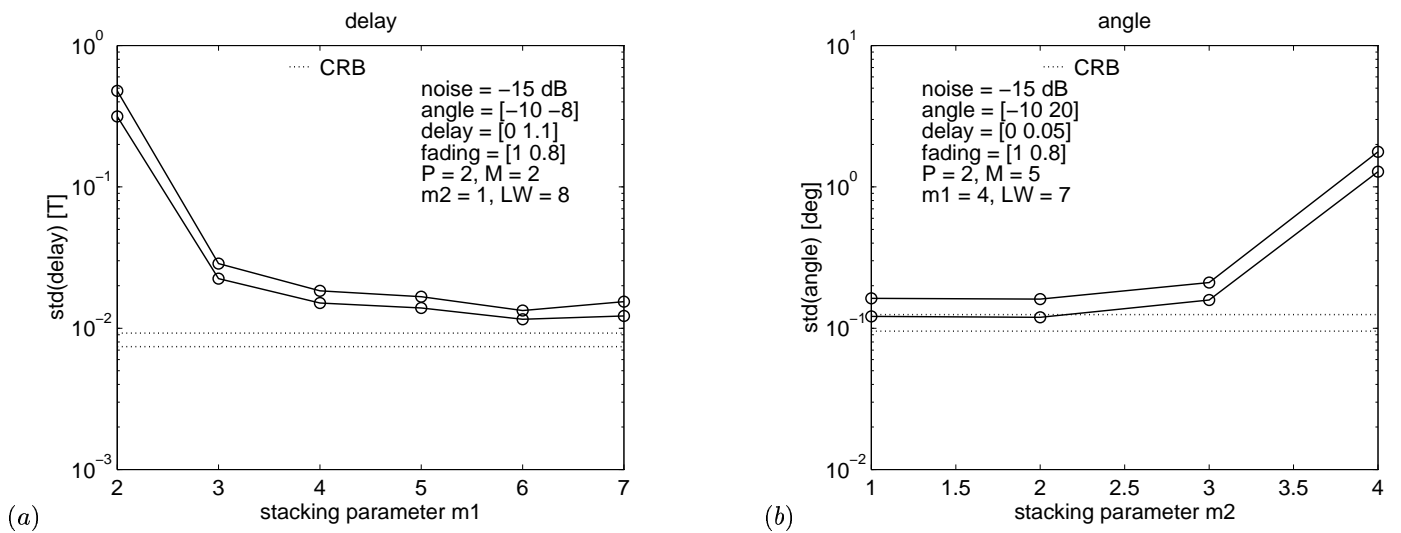 delay
10^0
10^−1
10^−2
10^−3
std(delay) [T]
CRB
noise = −15 dB
angle = [−10 −8]
delay = [0 1.1]
fading = [1 0.8]
P = 2, M = 2
m2 = 1, LW = 8
2 3 4 5 6 7
stacking parameter m1
(a)
angle
10^1
10^0
10^−1
10^−2
std(angle) [deg]
CRB
noise = −15 dB
angle = [−10 20]
delay = [0 0.05]
fading = [1 0.8]
P = 2, M = 5
m1 = 4, LW = 7
1 1.5 2 2.5 3 3.5 4
stacking parameter m2
(b)